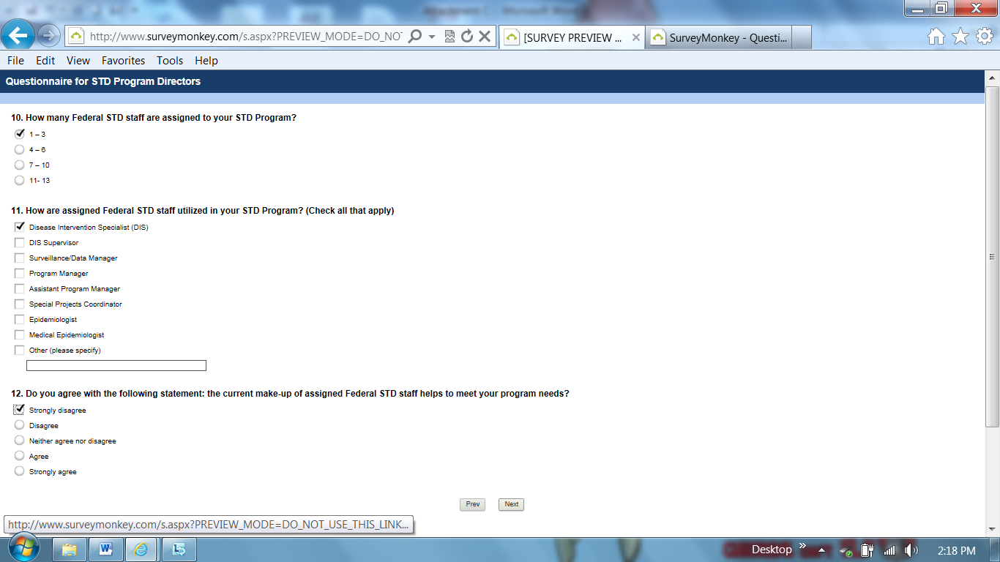 http://www.surveymonkey.com/s.aspx?PREVIEW_MODE=DO_NOT
[SURVEY PREVIEW ...
SurveyMonkey - Questi...
File Edit View Favorites Tools Help
Questionnaire for STD Program Directors
10. How many Federal STD staff are assigned to your STD Program?
1 – 3
4 – 6
7 – 10
11- 13
11. How are assigned Federal STD staff utilized in your STD Program? (Check all that apply)
Disease Intervention Specialist (DIS)
DIS Supervisor
Surveillance/Data Manager
Program Manager
Assistant Program Manager
Special Projects Coordinator
Epidemiologist
Medical Epidemiologist
Other (please specify)
12. Do you agree with the following statement: the current make-up of assigned Federal STD staff helps to meet your program needs?
Strongly disagree
Disagree
Neither agree nor disagree
Agree
Strongly agree
Prev Next
http://www.surveymonkey.com/s.aspx?PREVIEW_MODE=DO_NOT_USE_THIS_LINK...
Desktop »
2:18 PM